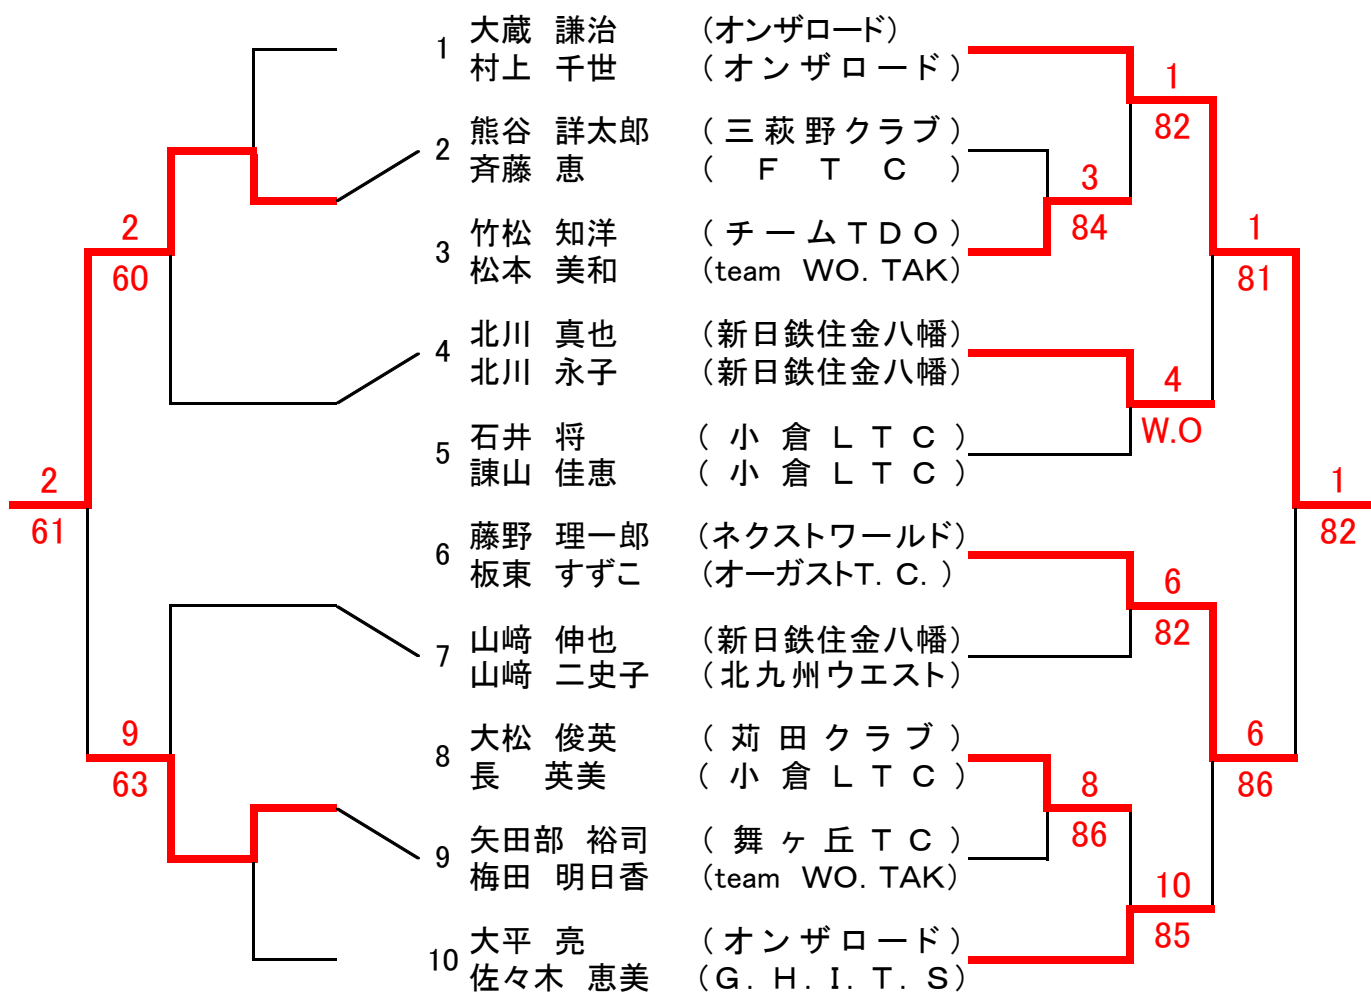 1 大蔵 謙治 (オンザロード)
村上 千世 (オンザロード)
2 熊谷 詳太郎 (三萩野クラブ)
斉藤 恵 (FTC)
3 竹松 知洋 (チームTDO)
松本 美和 (team WO. TAK)
4 北川 真也 (新日鉄住金八幡)
北川 永子 (新日鉄住金八幡)
5 石井 将 (小倉LTC)
諌山 佳恵 (小倉LTC)
6 藤野 理一郎 (ネクストワールド)
板東 すずこ (オーガストT. C. )
7 山﨑 伸也 (新日鉄住金八幡)
山﨑 二史子 (北九州ウエスト)
8 大松 俊英 (苅田クラブ)
長 英美 (小倉LTC)
9 矢田部 裕司 (舞ヶ丘TC)
梅田 明日香 (team WO. TAK)
10 大平 亮 (オンザロード)
佐々木 恵美 (G. H. I. T. S)
2
60
2
61
9
63
1
82
3
84
1
81
4
W.O
1
82
6
82
6
86
8
86
10
85